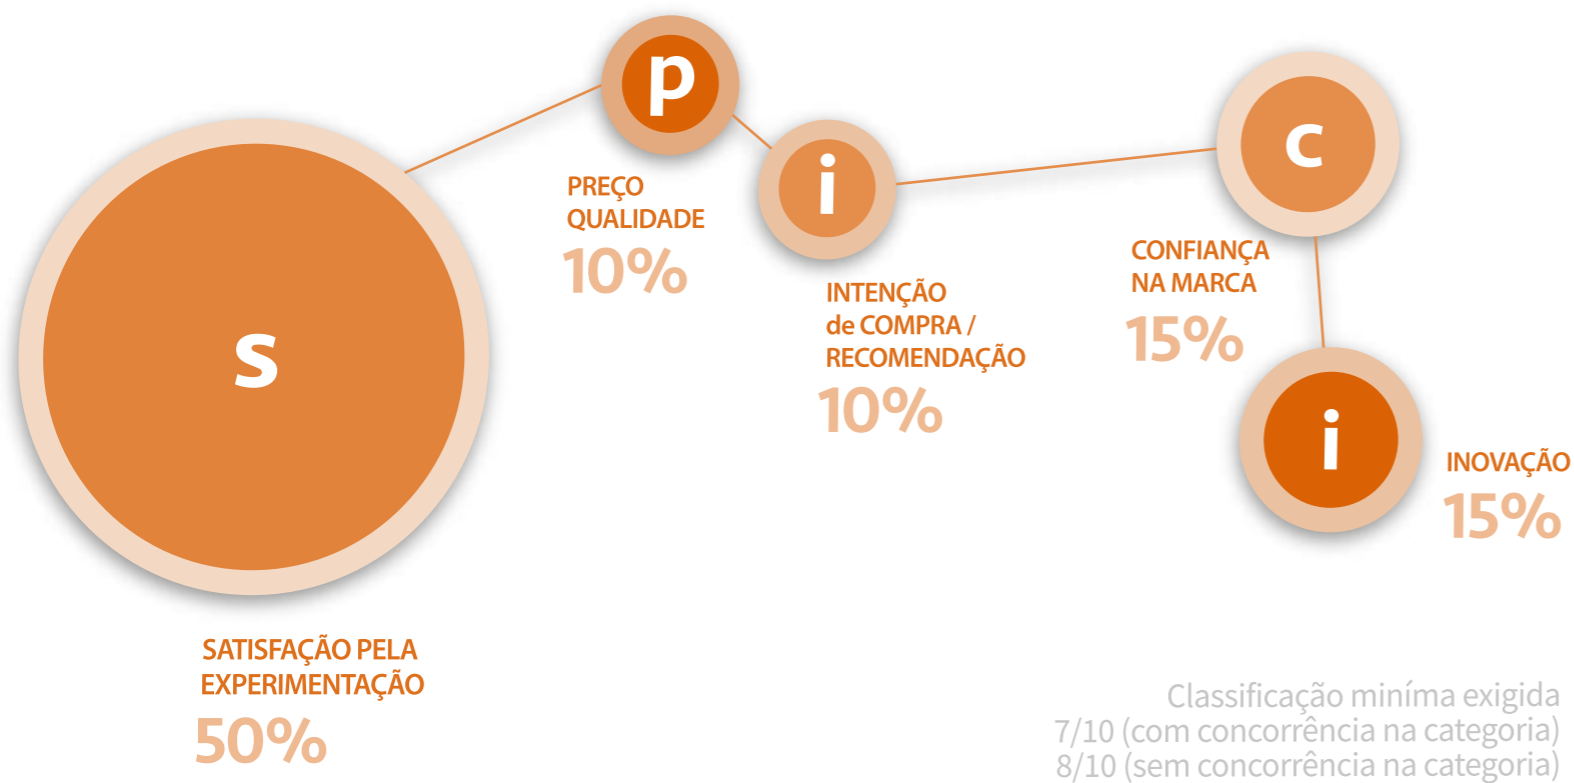 s
SATISFAÇÃO PELA
EXPERIMENTAÇÃO
50%
p
PREÇO
QUALIDADE
10%
i
INTENÇÃO
de COMPRA /
RECOMENDAÇÃO
10%
c
CONFIANÇA
NA MARCA
15%
i
INOVAÇÃO
15%
Classificação miníma exigida
7/10 (com concorrência na categoria)
8/10 (sem concorrência na categoria)